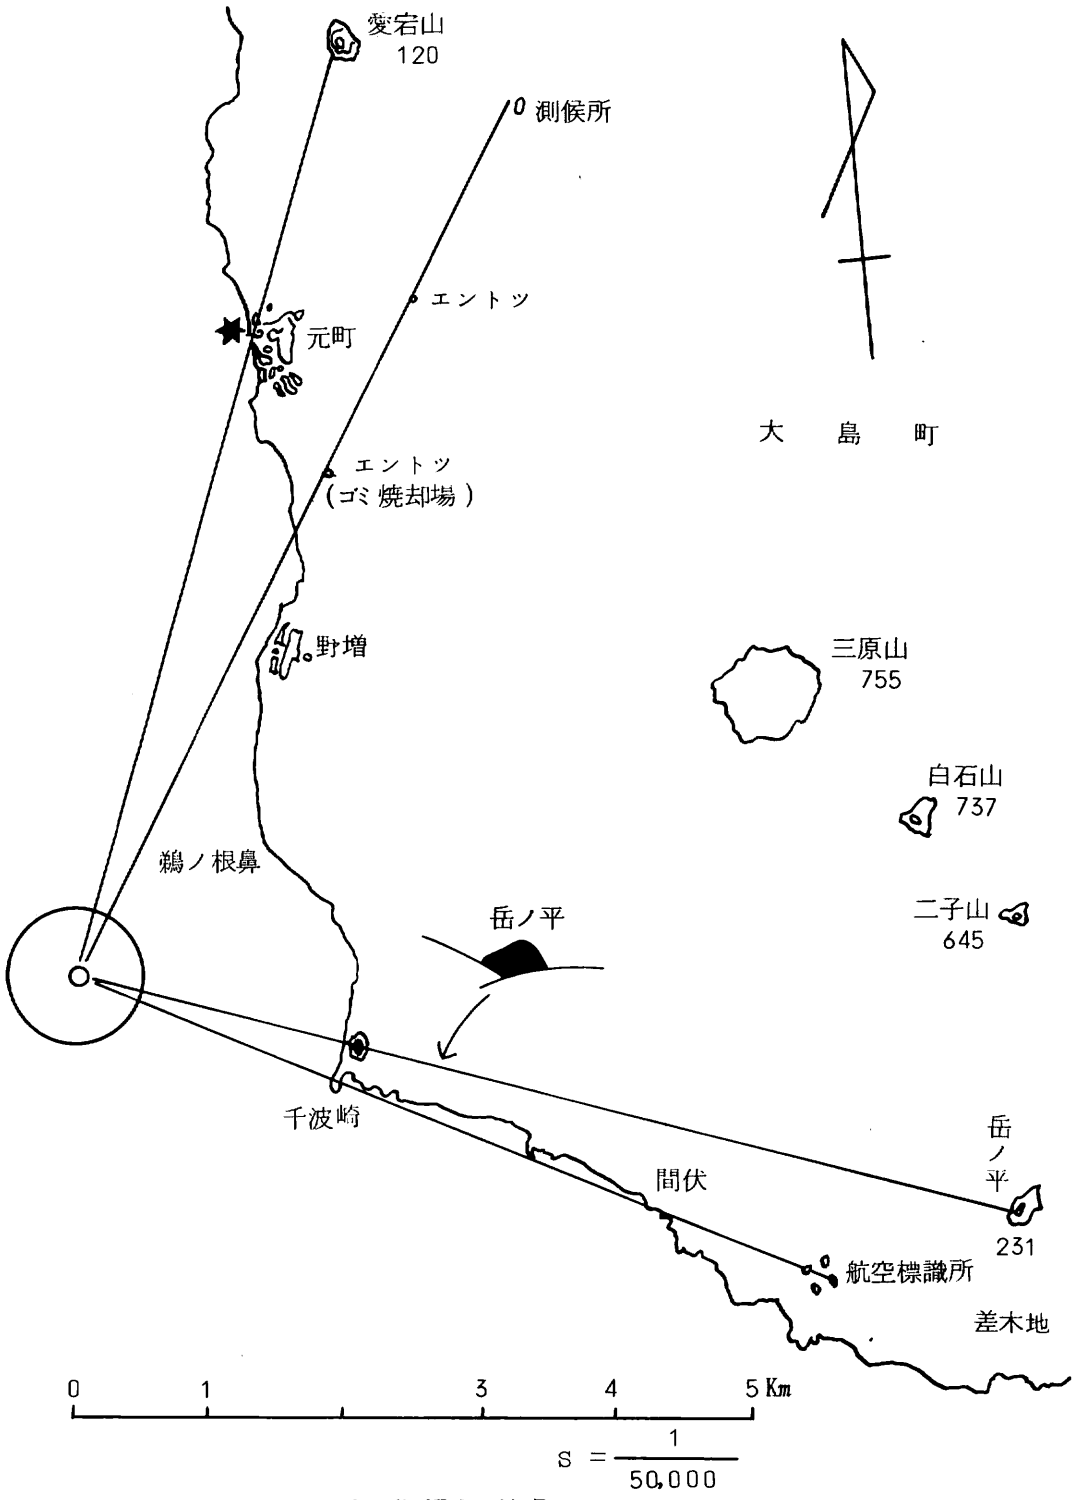 愛宕山
120
測候所
エントツ
元町
大島町
エントツ
(ゴミ焼却場)
野増
三原山
755
白石山
737
鵜ノ根鼻
岳ノ平
二子山
645
千波崎
岳ノ平
231
間伏
航空標識所
差木地
0 1 3 4 5 Km
S = 1/50,000